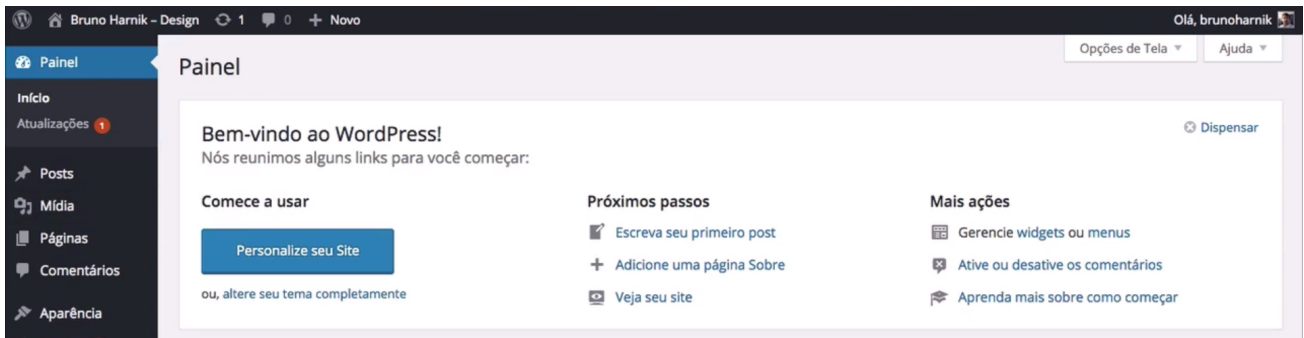 Bruno Harnik – Design 1 0 + Novo Olá, brunoharnik
Painel
Início
Atualizações 1
Posts
Mídia
Páginas
Comentários
Aparência
Opções de Tela Ajuda
Painel
Bem-vindo ao WordPress!
Dispensar
Nós reunimos alguns links para você começar:
Comece a usar
Personalize seu Site
ou, altere seu tema completamente
Próximos passos
Escreva seu primeiro post
Adicione uma página Sobre
Veja seu site
Mais ações
Gerencie widgets ou menus
Ative ou desative os comentários
Aprenda mais sobre como começar